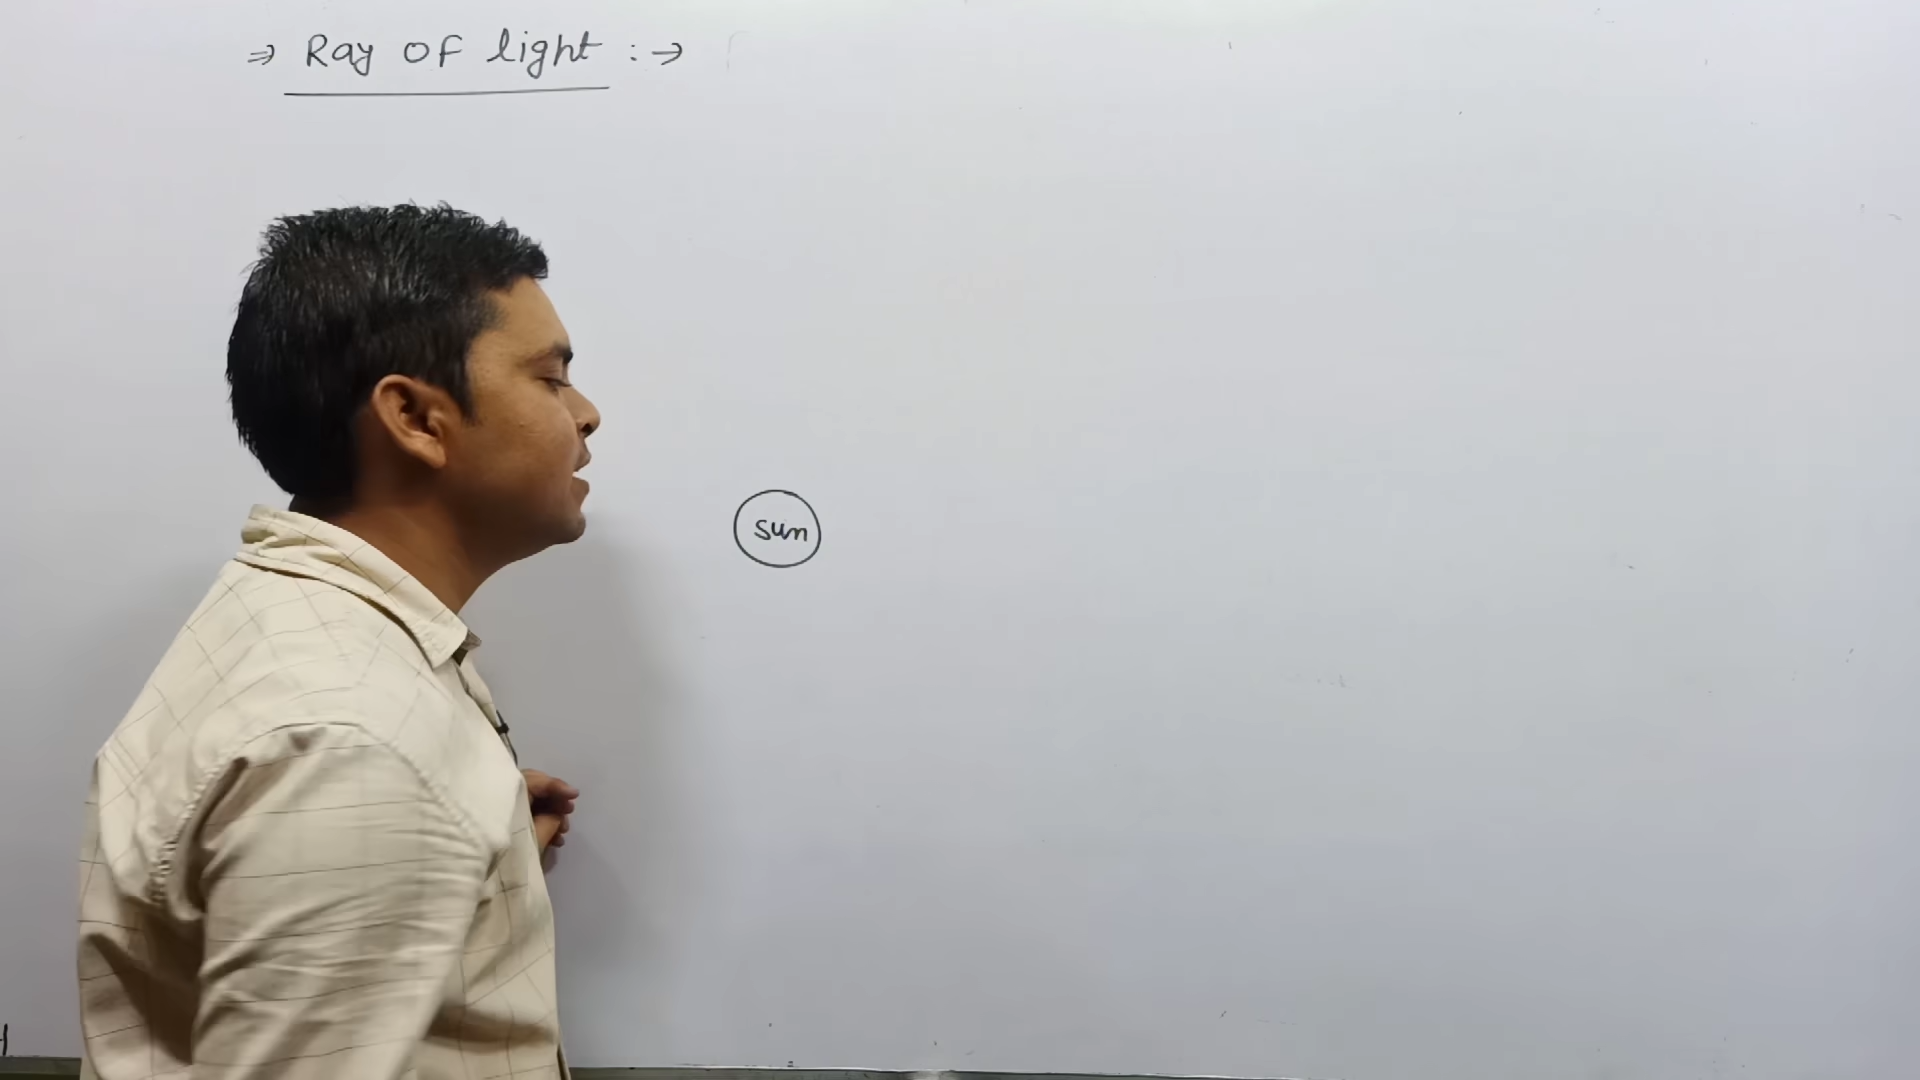 ⇒ Ray OF light :→
sun